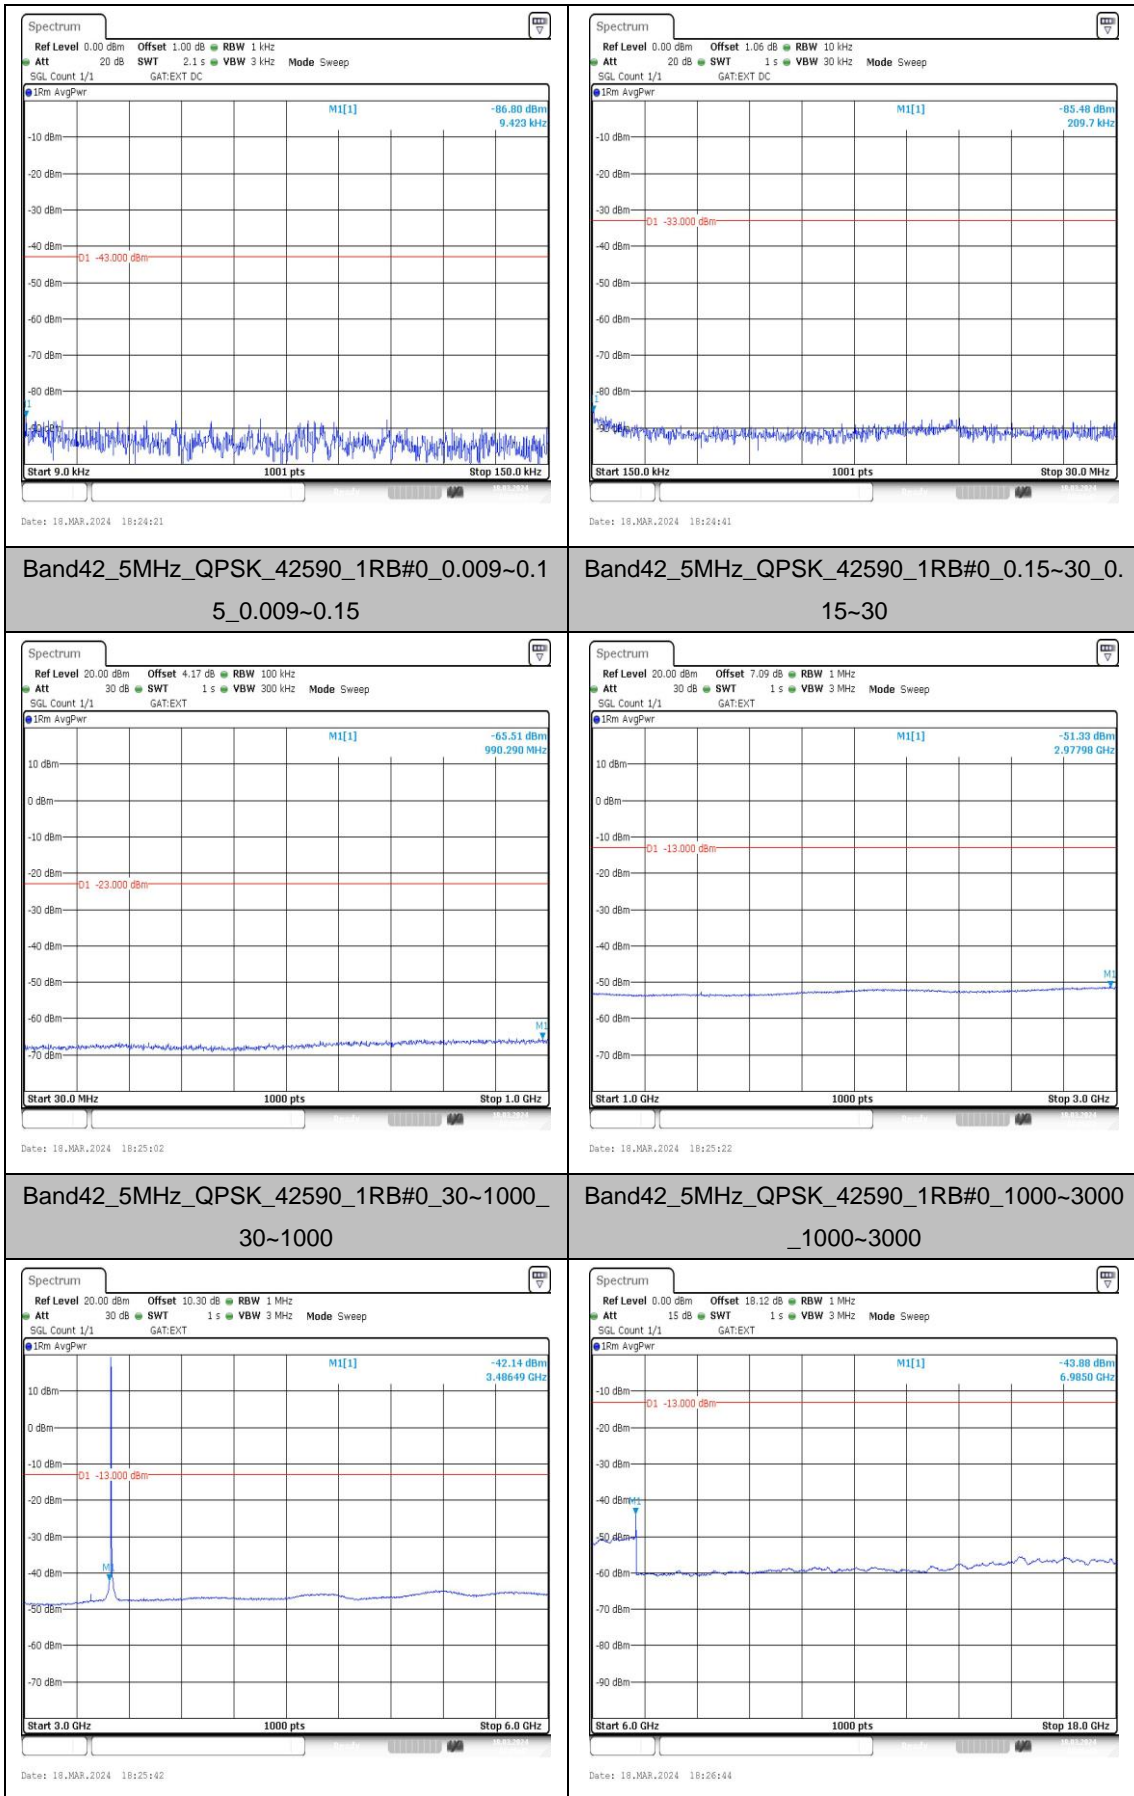 Spectrum
Ref Level 0.00 dBm Offset 1.00 dB RBW 1 kHz
Att 20 dB SWT 2.1 s VBW 3 kHz Mode Sweep
SGL Count 1/1 GAT:EXT DC
1Rm AvgPwr
M1[1] -86.80 dBm
9.423 kHz
-10 dBm
-20 dBm
-30 dBm
-40 dBm
D1 -43.000 dBm
-50 dBm
-60 dBm
-70 dBm
-80 dBm
Start 9.0 kHz 1001 pts Stop 150.0 kHz
Date: 18.MAR.2024 18:24:21
Spectrum
Ref Level 0.00 dBm Offset 1.06 dB RBW 10 kHz
Att 20 dB SWT 1 s VBW 30 kHz Mode Sweep
SGL Count 1/1 GAT:EXT DC
1Rm AvgPwr
M1[1] -85.48 dBm
209.7 kHz
-10 dBm
-20 dBm
-30 dBm
D1 -33.000 dBm
-40 dBm
-50 dBm
-60 dBm
-70 dBm
-80 dBm
Start 150.0 kHz 1001 pts Stop 30.0 MHz
Date: 18.MAR.2024 18:24:41
Band42_5MHz_QPSK_42590_1RB#0_0.009~0.1
5_0.009~0.15
Band42_5MHz_QPSK_42590_1RB#0_0.15~30_0.
15~30
Spectrum
Ref Level 20.00 dBm Offset 4.17 dB RBW 100 kHz
Att 30 dB SWT 1 s VBW 300 kHz Mode Sweep
SGL Count 1/1 GAT:EXT
1Rm AvgPwr
M1[1] -65.51 dBm
990.290 MHz
10 dBm
0 dBm
-10 dBm
-20 dBm
D1 -23.000 dBm
-30 dBm
-40 dBm
-50 dBm
-60 dBm
M1
-70 dBm
Start 30.0 MHz 1000 pts Stop 1.0 GHz
Date: 18.MAR.2024 18:25:02
Spectrum
Ref Level 20.00 dBm Offset 7.09 dB RBW 1 MHz
Att 30 dB SWT 1 s VBW 3 MHz Mode Sweep
SGL Count 1/1 GAT:EXT
1Rm AvgPwr
M1[1] -51.33 dBm
2.97798 GHz
10 dBm
0 dBm
-10 dBm
D1 -13.000 dBm
-20 dBm
-30 dBm
-40 dBm
M1
-50 dBm
-60 dBm
-70 dBm
Start 1.0 GHz 1000 pts Stop 3.0 GHz
Date: 18.MAR.2024 18:25:22
Band42_5MHz_QPSK_42590_1RB#0_30~1000_
30~1000
Band42_5MHz_QPSK_42590_1RB#0_1000~3000
_1000~3000
Spectrum
Ref Level 20.00 dBm Offset 10.30 dB RBW 1 MHz
Att 30 dB SWT 1 s VBW 3 MHz Mode Sweep
SGL Count 1/1 GAT:EXT
1Rm AvgPwr
M1[1] -42.14 dBm
3.48649 GHz
10 dBm
0 dBm
-10 dBm
D1 -13.000 dBm
-20 dBm
-30 dBm
-40 dBm
-50 dBm
-60 dBm
-70 dBm
Start 3.0 GHz 1000 pts Stop 6.0 GHz
Date: 18.MAR.2024 18:25:42
Spectrum
Ref Level 0.00 dBm Offset 18.12 dB RBW 1 MHz
Att 15 dB SWT 1 s VBW 3 MHz Mode Sweep
SGL Count 1/1 GAT:EXT
1Rm AvgPwr
M1[1] -43.88 dBm
6.9850 GHz
-10 dBm
D1 -13.000 dBm
-20 dBm
-30 dBm
-40 dBm
M1
-50 dBm
-60 dBm
-70 dBm
-80 dBm
-90 dBm
Start 6.0 GHz 1000 pts Stop 18.0 GHz
Date: 18.MAR.2024 18:26:44